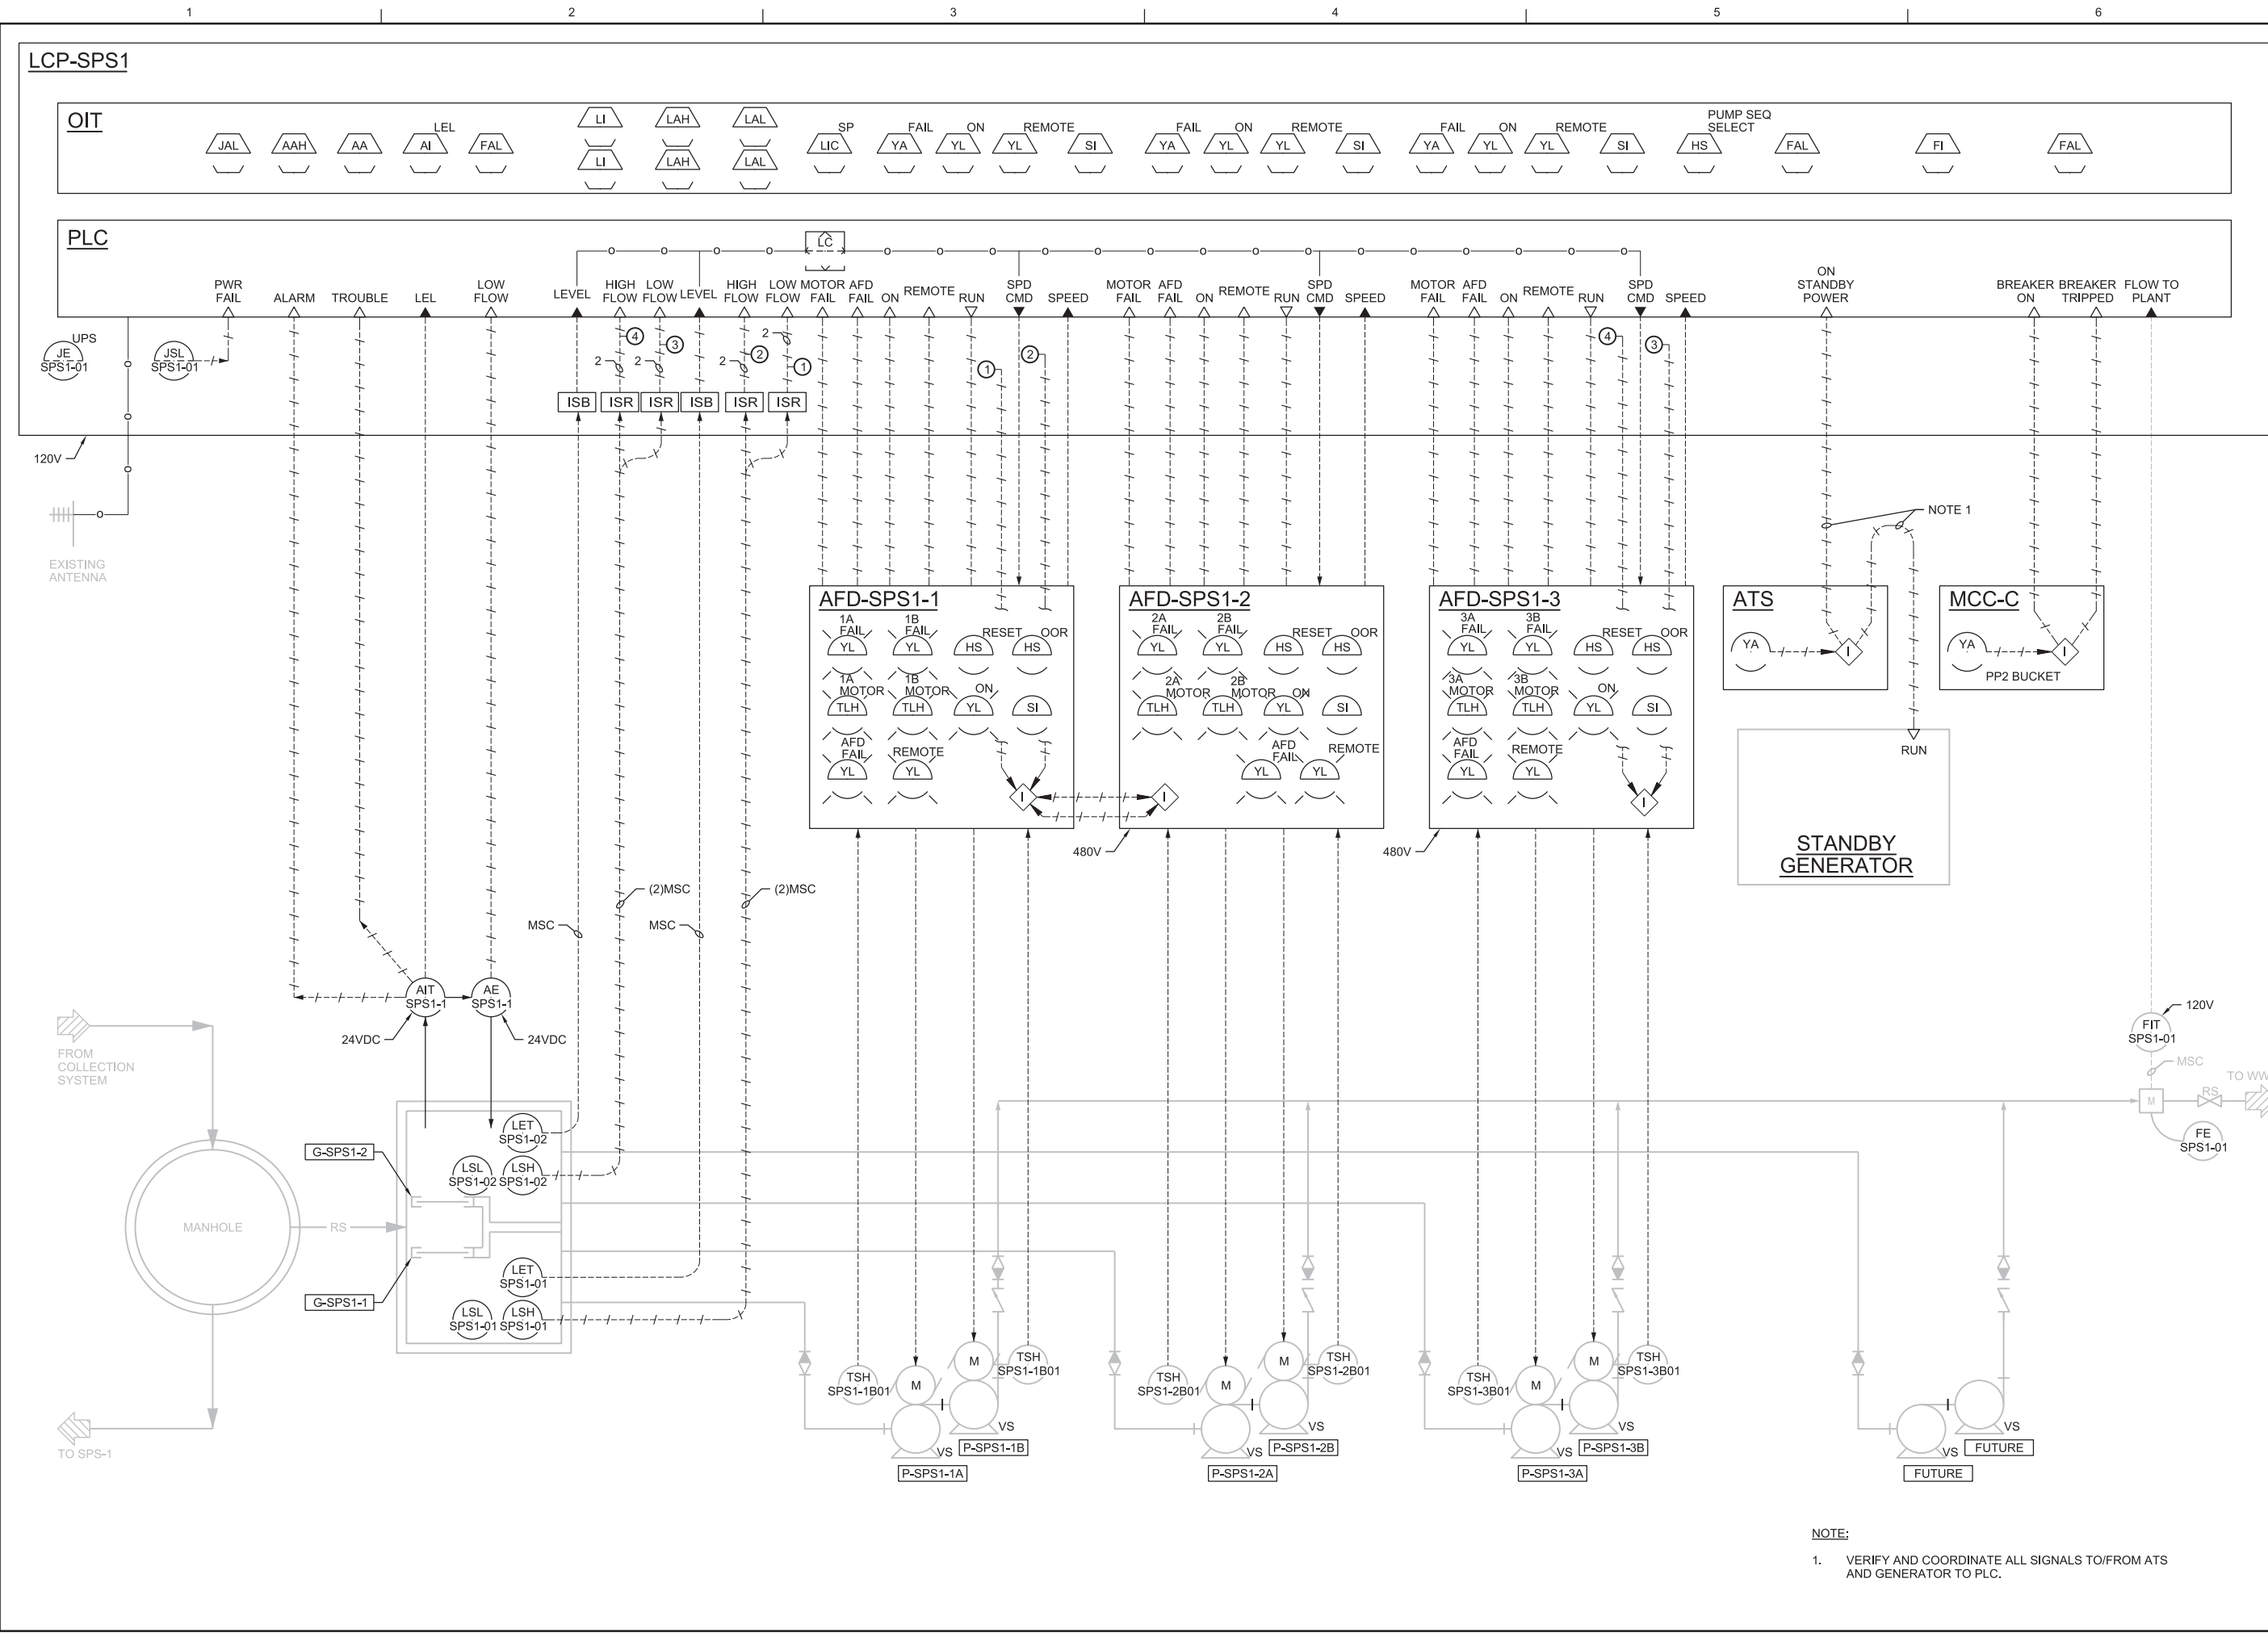 1 2 3 4 5 6
LCP-SPS1
OIT
JAL
AAH
AA
AI
LEL
FAL
LI
LAH
LAL
LI
LAH
LAL
SP
LIC
FAIL
YA
ON
YL
REMOTE
YL
SI
FAIL
YA
ON
YL
REMOTE
YL
SI
FAIL
YA
ON
YL
REMOTE
YL
SI
PUMP SEQ
SELECT
HS
FAL
FI
FAL
PLC
LC
PWR
FAIL
ALARM
TROUBLE
LEL
LOW
FLOW
LEVEL
HIGH
FLOW
LOW
FLOW
LEVEL
HIGH
FLOW
LOW
FLOW
MOTOR
FAIL
AFD
FAIL
ON
REMOTE
RUN
SPD
CMD
SPEED
MOTOR
FAIL
AFD
FAIL
ON
REMOTE
RUN
SPD
CMD
SPEED
MOTOR
FAIL
AFD
FAIL
ON
REMOTE
RUN
SPD
CMD
SPEED
ON
STANDBY
POWER
BREAKER
ON
BREAKER
TRIPPED
FLOW TO
PLANT
UPS
JE
SPS1-01
JSL
SPS1-01
2
4
2
3
2
2
2
1
1
2
4
3
ISB
ISR
ISR
ISB
ISR
ISR
120V
EXISTING
ANTENNA
NOTE 1
AFD-SPS1-1
1A
FAIL
YL
1B
FAIL
YL
RESET
HS
OOR
HS
1A
MOTOR
TLH
1B
MOTOR
TLH
ON
YL
SI
AFD
FAIL
YL
REMOTE
YL
I
AFD-SPS1-2
2A
FAIL
YL
2B
FAIL
YL
RESET
HS
OOR
HS
2A
MOTOR
TLH
2B
MOTOR
TLH
ON
YL
SI
AFD
FAIL
YL
REMOTE
YL
I
480V
AFD-SPS1-3
3A
FAIL
YL
3B
FAIL
YL
RESET
HS
OOR
HS
3A
MOTOR
TLH
3B
MOTOR
TLH
ON
YL
SI
AFD
FAIL
YL
REMOTE
YL
I
480V
ATS
YA
I
MCC-C
YA
I
PP2 BUCKET
RUN
STANDBY
GENERATOR
MSC
(2)MSC
MSC
(2)MSC
AIT
SPS1-1
AE
SPS1-1
24VDC
24VDC
FROM
COLLECTION
SYSTEM
120V
FIT
SPS1-01
MSC
M
RS
TO WW
FE
SPS1-01
MANHOLE
RS
G-SPS1-2
G-SPS1-1
LET
SPS1-02
LSL
SPS1-02
LSH
SPS1-02
LET
SPS1-01
LSL
SPS1-01
LSH
SPS1-01
TO SPS-1
TSH
SPS1-1B01
M
M
TSH
SPS1-1B01
VS
VS
P-SPS1-1B
P-SPS1-1A
TSH
SPS1-2B01
M
M
TSH
SPS1-2B01
VS
VS
P-SPS1-2B
P-SPS1-2A
TSH
SPS1-3B01
M
M
TSH
SPS1-3B01
VS
VS
P-SPS1-3B
P-SPS1-3A
VS
VS
FUTURE
FUTURE
NOTE:
1. VERIFY AND COORDINATE ALL SIGNALS TO/FROM ATS
AND GENERATOR TO PLC.